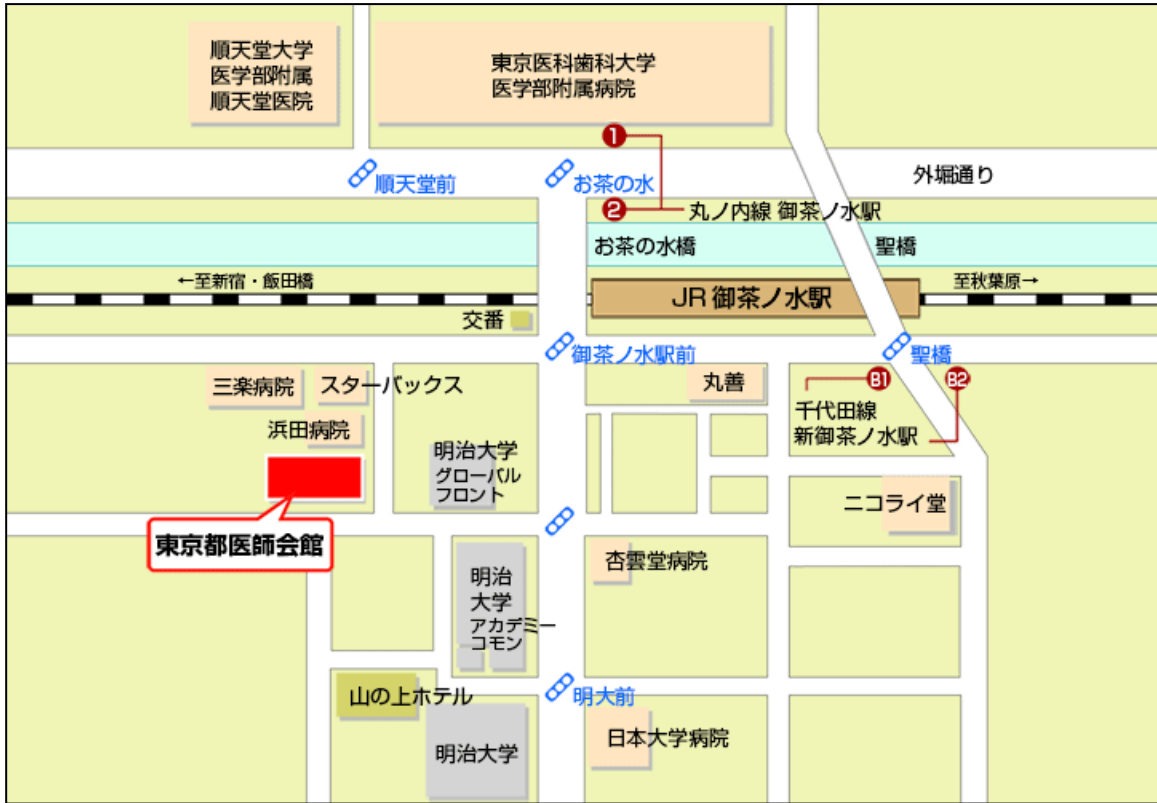 順天堂大学
医学部附属
順天堂医院
東京医科歯科大学
医学部附属病院
1
順天堂前
お茶の水
外堀通り
2
丸ノ内線 御茶ノ水駅
お茶の水橋
聖橋
←至新宿・飯田橋
JR 御茶ノ水駅
至秋葉原→
交番
御茶ノ水駅前
聖橋
三楽病院
スターバックス
丸善
B1
B2
千代田線
新御茶ノ水駅
浜田病院
明治大学
グローバル
フロント
ニコライ堂
東京都医師会館
明治
大学
アカデミー
コモン
杏雲堂病院
山の上ホテル
明大前
明治大学
日本大学病院